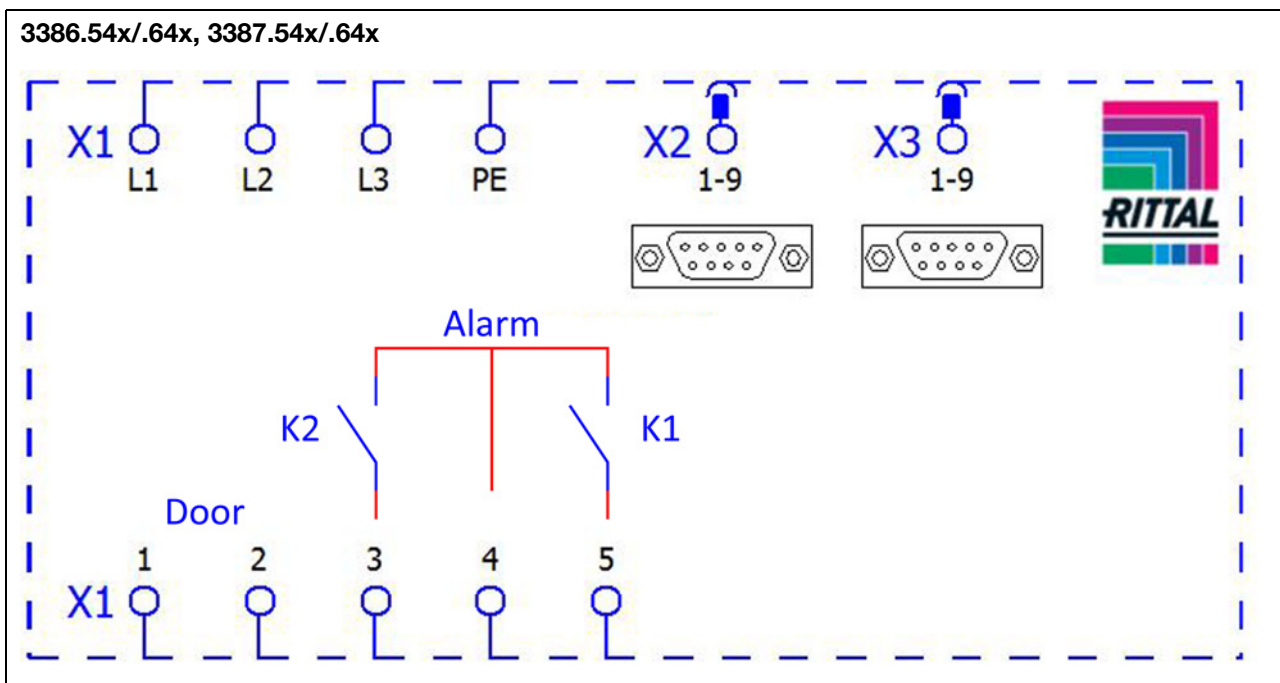 3386.54x/.64x, 3387.54x/.64x
X1
L1 L2 L3 PE
X2
1-9
X3
1-9
RITTAL
Alarm
K2
K1
Door
1 2 3 4 5
X1